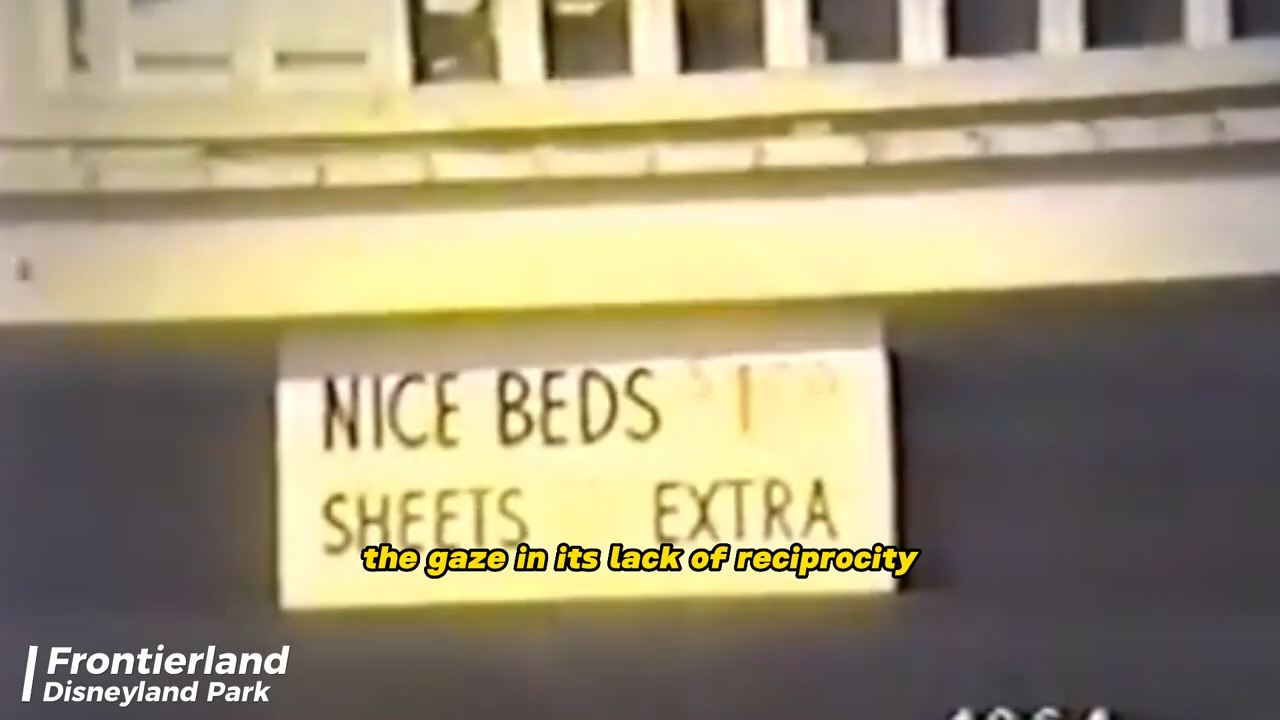 NICE BEDS
SHEETS EXTRA
the gaze in its lack of reciprocity
Frontierland
Disneyland Park